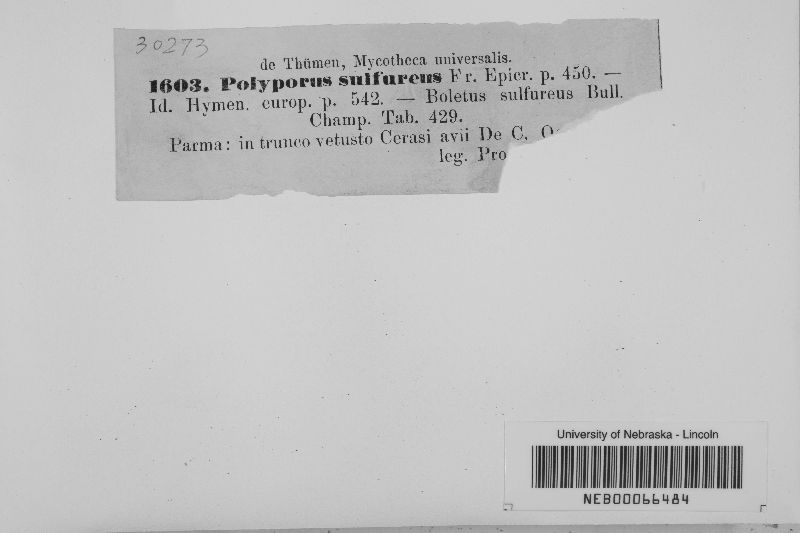 30273
de Thümen, Mycotheca universalis.
1603. Polyporus sulfureus Fr. Epicr. p. 450. —
Id. Hymen. europ. p. 542. — Boletus sulfureus Bull.
Champ. Tab. 429.
Parma: in trunco vetusto Cerasi avii De C.
leg. Pro
University of Nebraska - Lincoln
NEB00066484